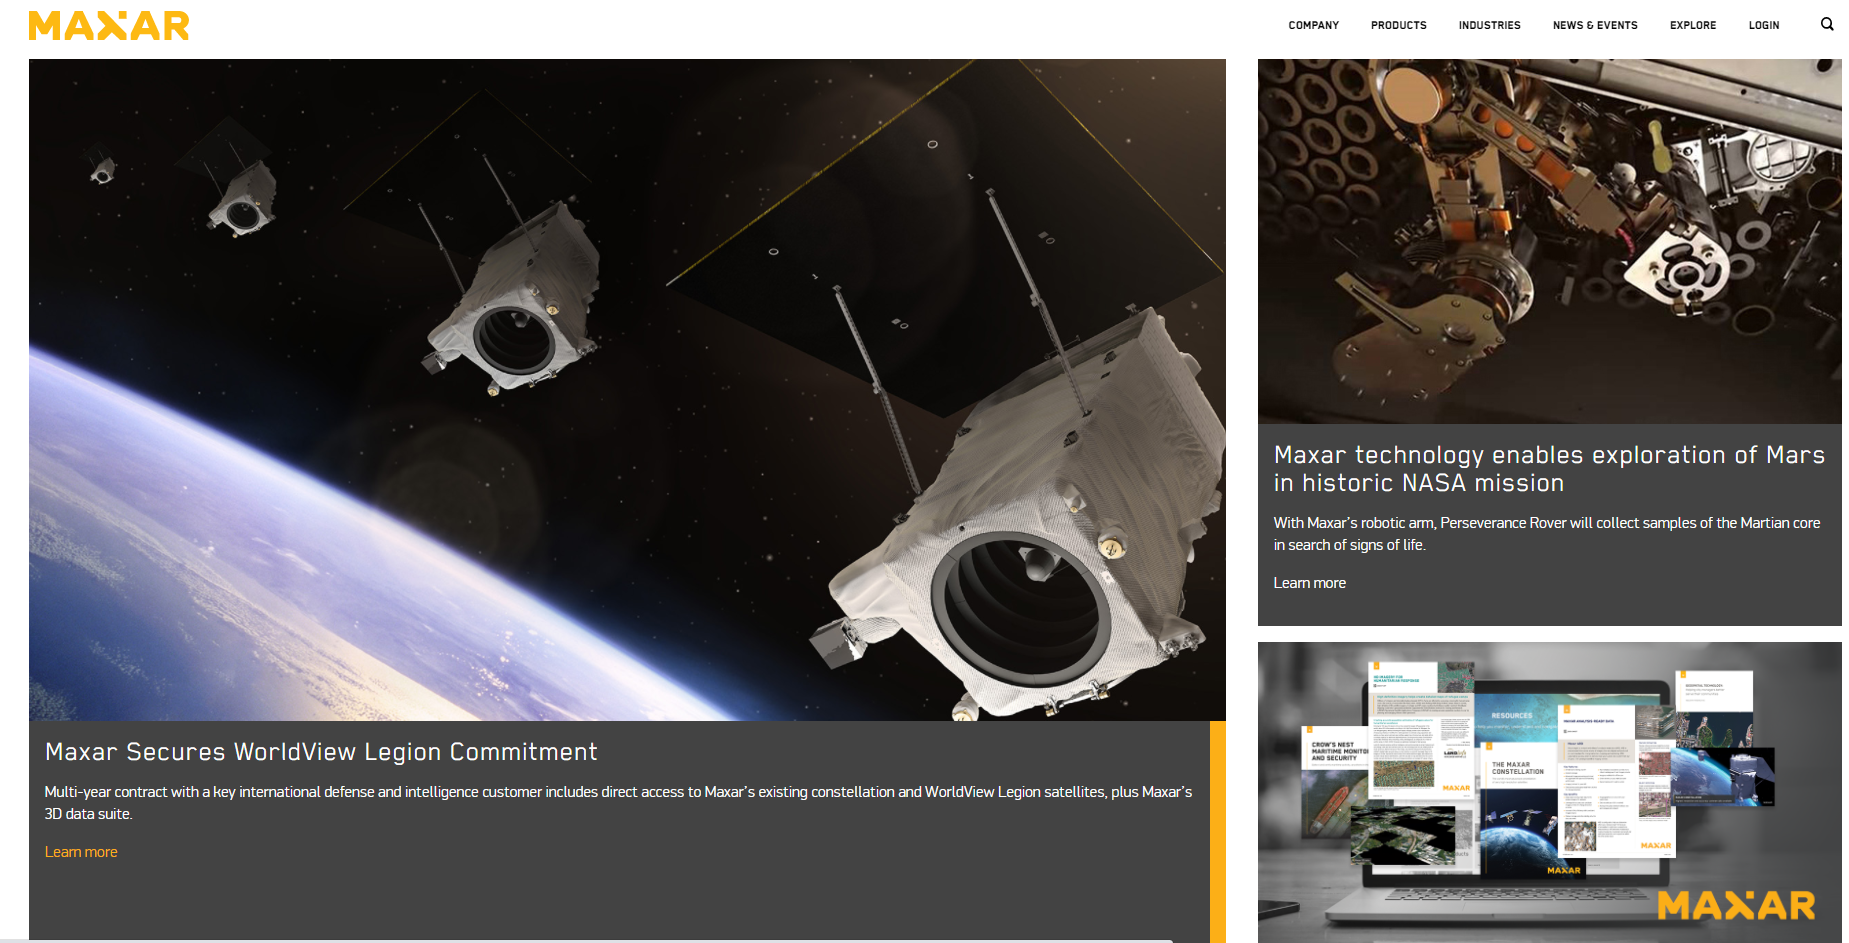 MAXAR
COMPANY PRODUCTS INDUSTRIES NEWS & EVENTS EXPLORE LOGIN
Maxar Secures WorldView Legion Commitment
Multi-year contract with a key international defense and intelligence customer includes direct access to Maxar's existing constellation and WorldView Legion satellites, plus Maxar's
3D data suite.
Learn more
Maxar technology enables exploration of Mars
in historic NASA mission
With Maxar's robotic arm, Perseverance Rover will collect samples of the Martian core
in search of signs of life.
Learn more
RESOURCES
CROW'S NEST
MARITIME MONITO
AND SECURITY
THE MAXAR
CONSTELLATION
MAXAR
MAXAR
MAXAR
MAXAR